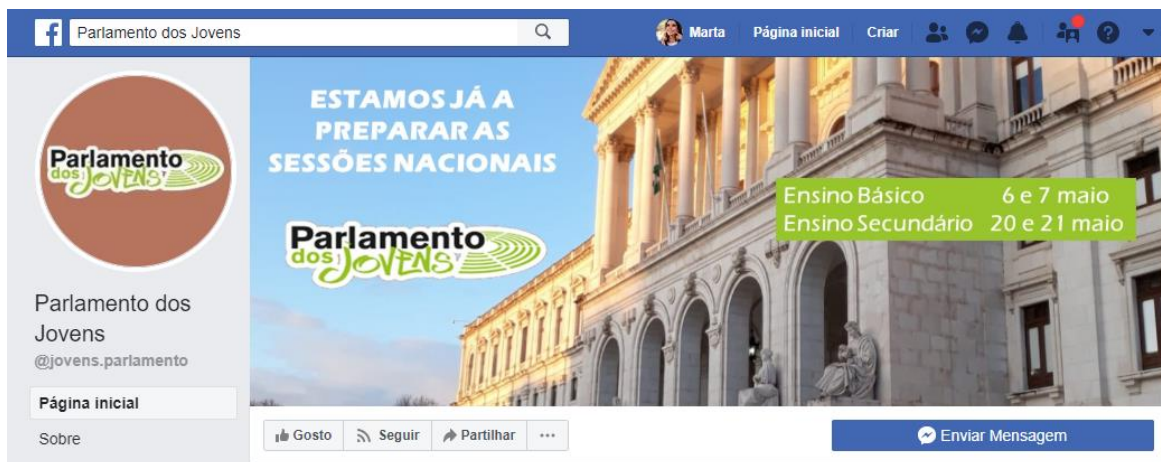 Parlamento dos Jovens
Marta Página inicial Criar
Parlamento
dos JOVENS
ESTAMOS JÁ A
PREPARAR AS
SESSÕES NACIONAIS
Parlamento
dos JOVENS
Ensino Básico 6 e 7 maio
Ensino Secundário 20 e 21 maio
Parlamento dos
Jovens
@jovens.parlamento
Página inicial
Sobre
Gosto Seguir Partilhar ...
Enviar Mensagem